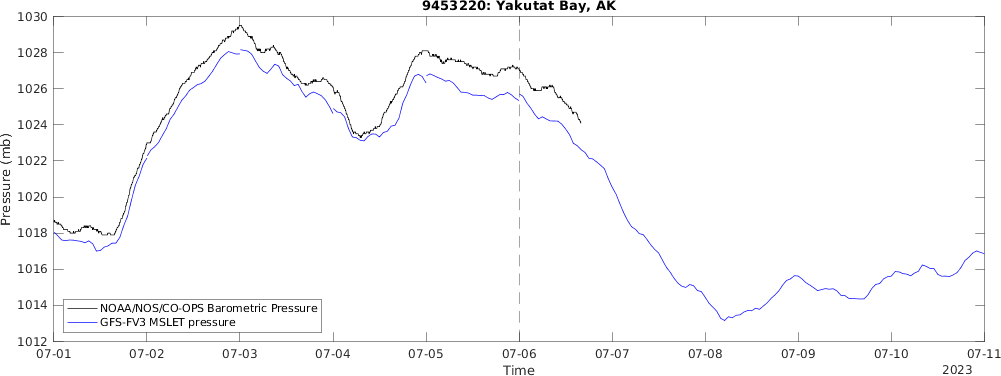 9453220: Yakutat Bay, AK
Pressure (mb)
1030
1028
1026
1024
1022
1020
1018
1016
1014
1012
NOAA/NOS/CO-OPS Barometric Pressure
GFS-FV3 MSLET pressure
07-01 07-02 07-03 07-04 07-05 07-06 07-07 07-08 07-09 07-10 07-11
Time
2023